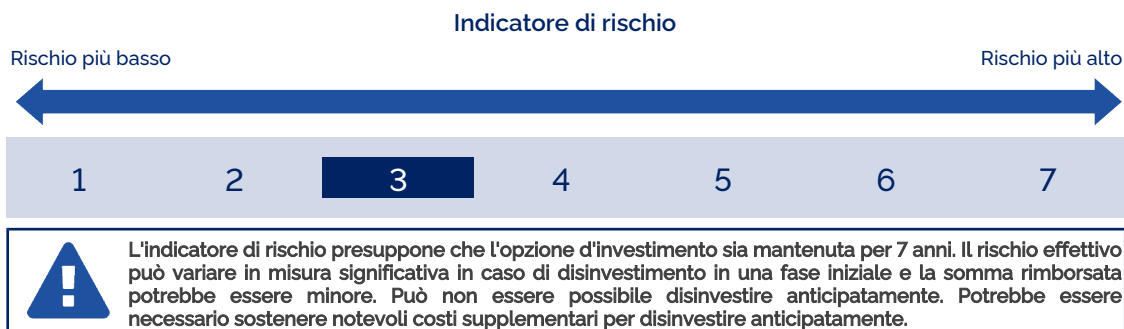 Indicatore di rischio
Rischio più basso Rischio più alto
1 2 3 4 5 6 7
L'indicatore di rischio presuppone che l'opzione d'investimento sia mantenuta per 7 anni. Il rischio effettivo
può variare in misura significativa in caso di disinvestimento in una fase iniziale e la somma rimborsata
potrebbe essere minore. Può non essere possibile disinvestire anticipatamente. Potrebbe essere
necessario sostenere notevoli costi supplementari per disinvestire anticipatamente.